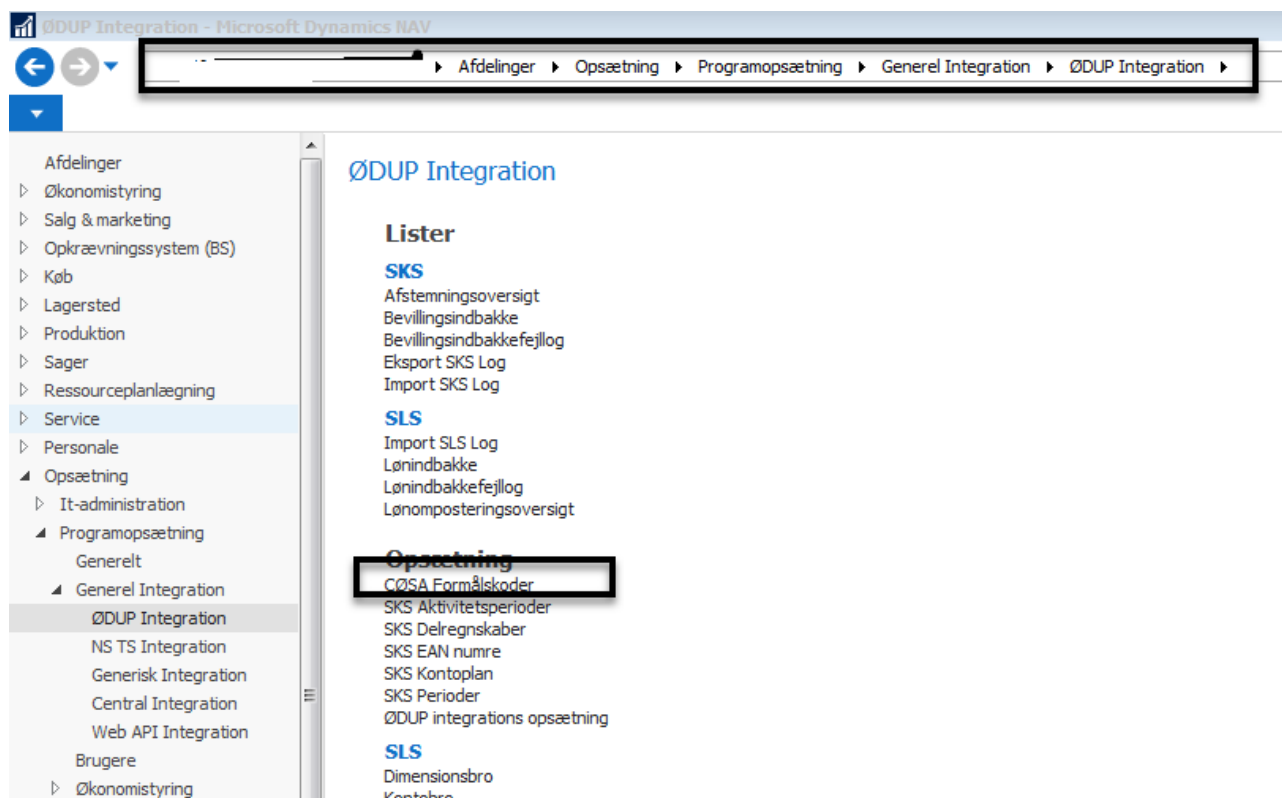 ØDUP Integration - Microsoft Dynamics NAV
Afdelinger ▸ Opsætning ▸ Programopsætning ▸ Generel Integration ▸ ØDUP Integration ▸
Afdelinger
Økonomistyring
Salg & marketing
Opkrævningssystem (BS)
Køb
Lagersted
Produktion
Sager
Ressourceplanlægning
Service
Personale
Opsætning
It-administration
Programopsætning
Generelt
Generel Integration
ØDUP Integration
NS TS Integration
Generisk Integration
Central Integration
Web API Integration
Brugere
Økonomistyring
ØDUP Integration
Lister
SKS
Afstemningsoversigt
Bevillingsindbakke
Bevillingsindbakkefejllog
Eksport SKS Log
Import SKS Log
SLS
Import SLS Log
Lønindbakke
Lønindbakkefejllog
Lønomposteringsoversigt
Opsætning
CØSA Formålskoder
SKS Aktivitetsperioder
SKS Delregnskaber
SKS EAN numre
SKS Kontoplan
SKS Perioder
ØDUP integrations opsætning
SLS
Dimensionsbro
Kontobro